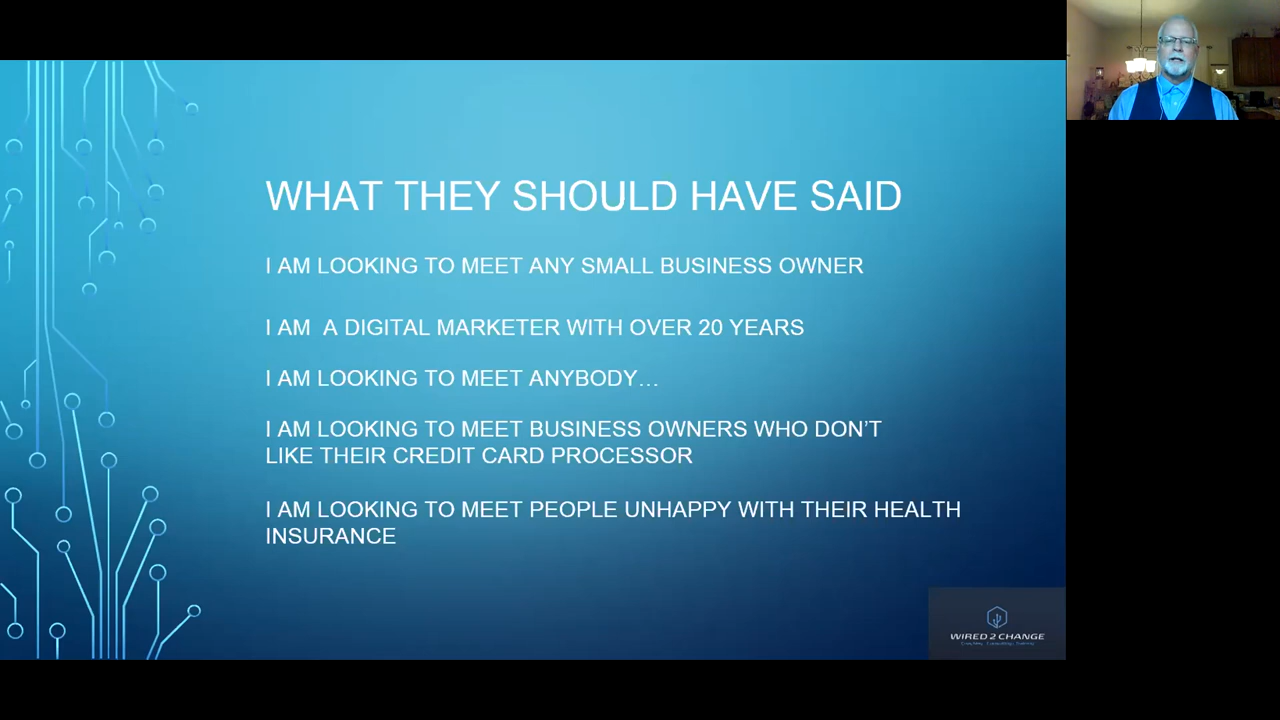 WHAT THEY SHOULD HAVE SAID
I AM LOOKING TO MEET ANY SMALL BUSINESS OWNER
I AM A DIGITAL MARKETER WITH OVER 20 YEARS
I AM LOOKING TO MEET ANYBODY…
I AM LOOKING TO MEET BUSINESS OWNERS WHO DON'T
LIKE THEIR CREDIT CARD PROCESSOR
I AM LOOKING TO MEET PEOPLE UNHAPPY WITH THEIR HEALTH
INSURANCE
WIRED 2 CHANGE